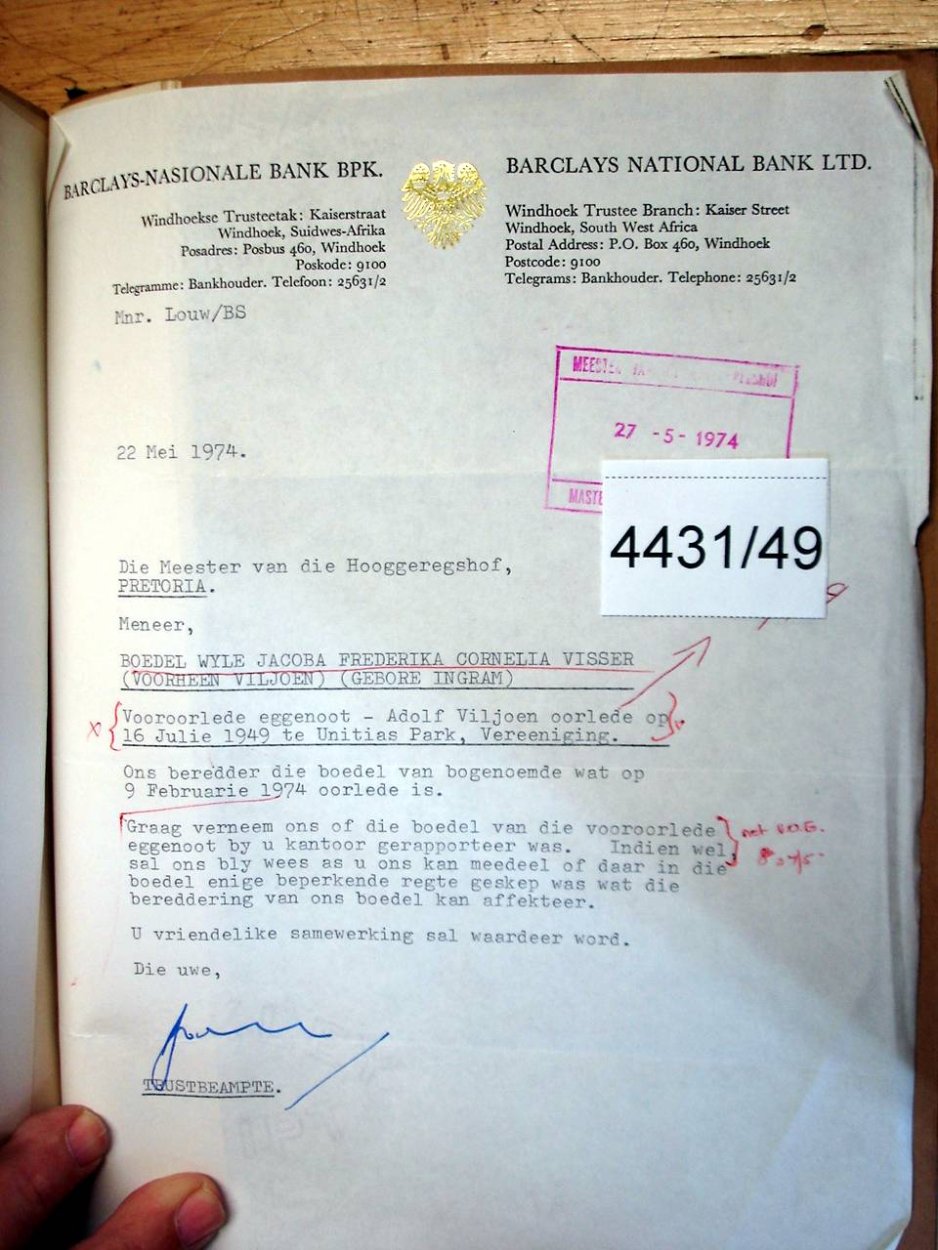 BARCLAYS-NASIONALE BANK BPK.
Windhoekse Trusteetak: Kaiserstraat
Windhoek, Suidwes-Afrika
Posadres: Posbus 460, Windhoek
Poskode: 9100
Telegramme: Bankhouder. Telefoon: 25631/2
BARCLAYS NATIONAL BANK LTD.
Windhoek Trustee Branch: Kaiser Street
Windhoek, South West Africa
Postal Address: P.O. Box 460, Windhoek
Postcode: 9100
Telegrams: Bankhouder. Telephone: 25631/2
Mnr. Louw/BS
27 -5- 1974
22 Mei 1974.
4431/49
Die Meester van die Hooggeregshof,
PRETORIA.
Meneer,
BOEDEL WYLE JACOBA FREDERIKA CORNELIA VISSER
(VOORHEEN VILJOEN) (GEBORE INGRAM)
Vooroorlede eggenoot - Adolf Viljoen oorlede op
16 Julie 1949 te Unitias Park, Vereeniging.
Ons beredder die boedel van bogenoemde wat op
9 Februarie 1974 oorlede is.
Graag verneem ons of die boedel van die vooroorlede
eggenoot by u kantoor gerapporteer was. Indien wel,
sal ons bly wees as u ons kan meedeel of daar in die
boedel enige beperkende regte geskep was wat die
bereddering van ons boedel kan affekteer.
U vriendelike samewerking sal waardeer word.
Die uwe,
TRUSTBEAMPTE.